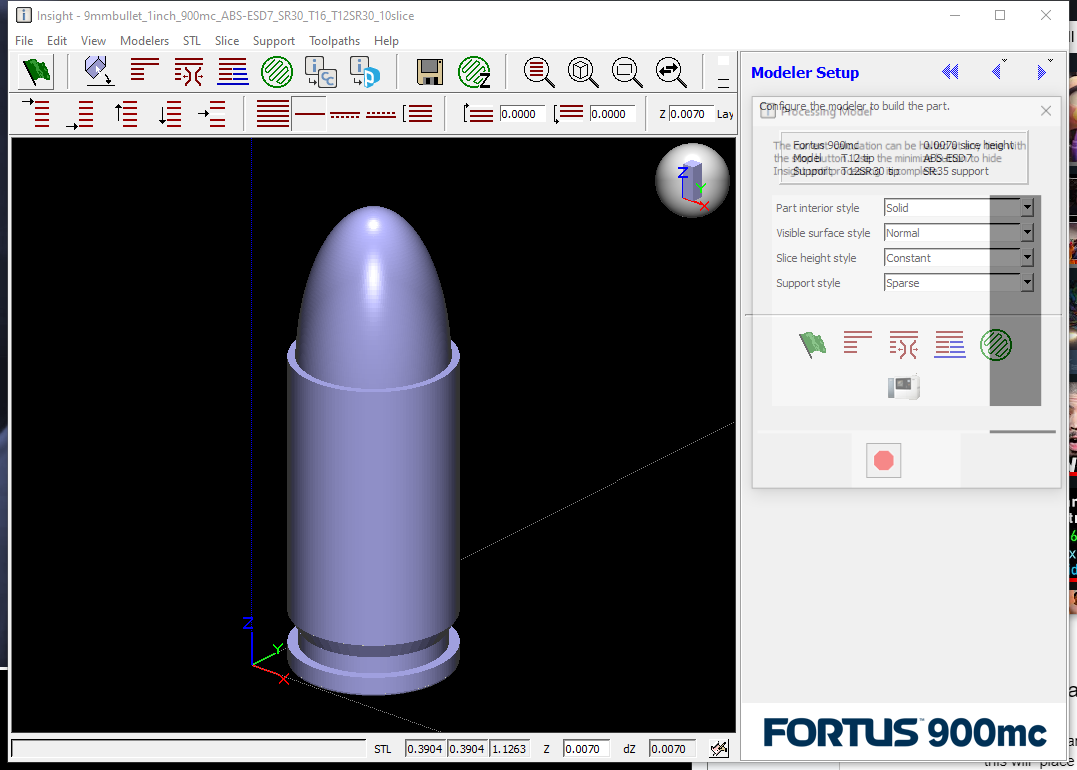 Insight - 9mmbullet_1inch_900mc_ABS-ESD7_SR30_T16_T12SR30_10slice
File Edit View Modelers STL Slice Support Toolpaths Help
0.0000 0.0000 Z 0.0070 Lay
Z
Y
X
Z
Y
X
STL 0.3904 0.3904 1.1263 Z 0.0070 dZ 0.0070
Modeler Setup
Configure the modeler to build the part.
Processing Model
Fortus 900mc 0.0070 slice height
Model T12 tip ABS-ESD7
Support T12SR30 tip SR35 support
Part interior style Solid
Visible surface style Normal
Slice height style Constant
Support style Sparse
FORTUS 900mc
this will place